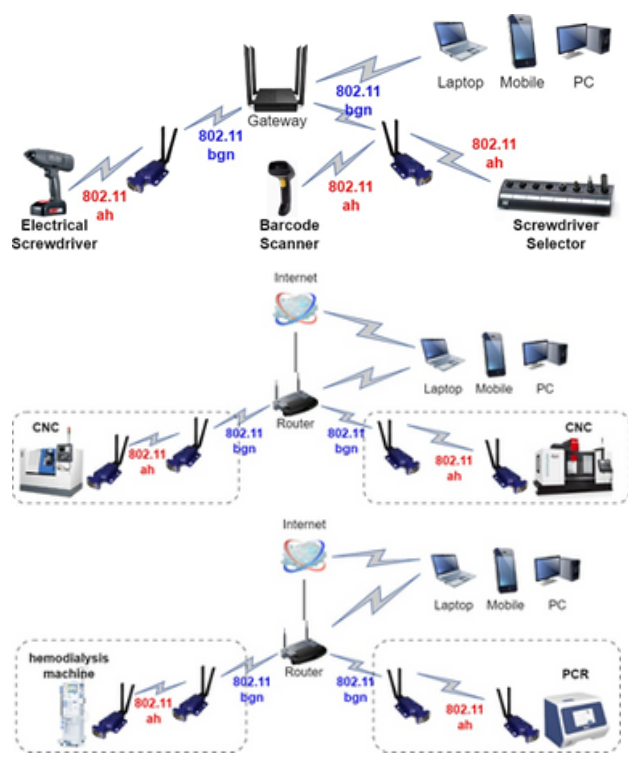 Laptop Mobile PC
802.11
bgn
Gateway
802.11
bgn
802.11
bgn
802.11
ah
802.11
ah
802.11
ah
Electrical
Screwdriver
Barcode
Scanner
Screwdriver
Selector
Internet
Laptop Mobile PC
Router
CNC
802.11
ah
802.11
bgn
802.11
bgn
802.11
ah
CNC
Internet
Laptop Mobile PC
Router
hemodialysis
machine
802.11
ah
802.11
bgn
802.11
bgn
802.11
ah
PCR